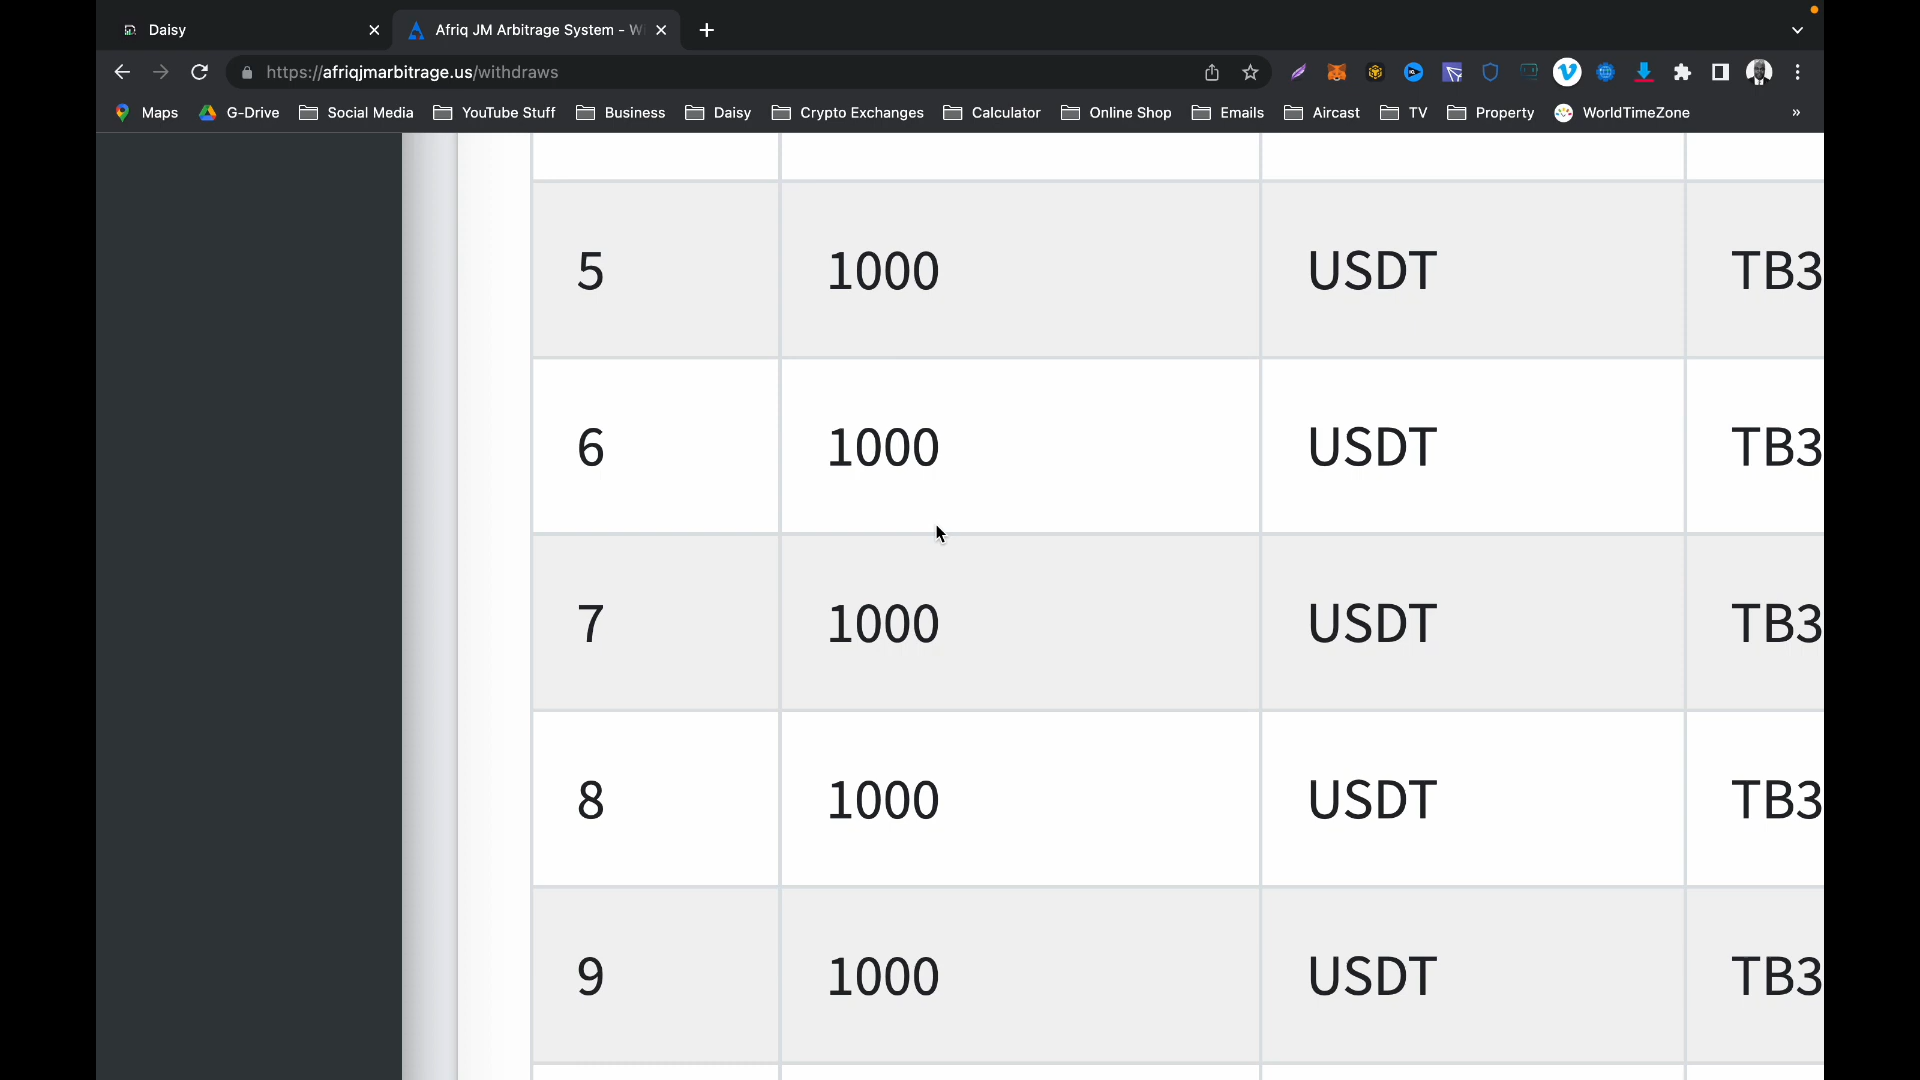 Daisy
Afriq JM Arbitrage System - W
https://afriqjmarbitrage.us/withdraws
Maps G-Drive Social Media YouTube Stuff Business Daisy Crypto Exchanges Calculator Online Shop Emails Aircast TV Property WorldTimeZone »
5 1000 USDT TB3
6 1000 USDT TB3
7 1000 USDT TB3
8 1000 USDT TB3
9 1000 USDT TB3